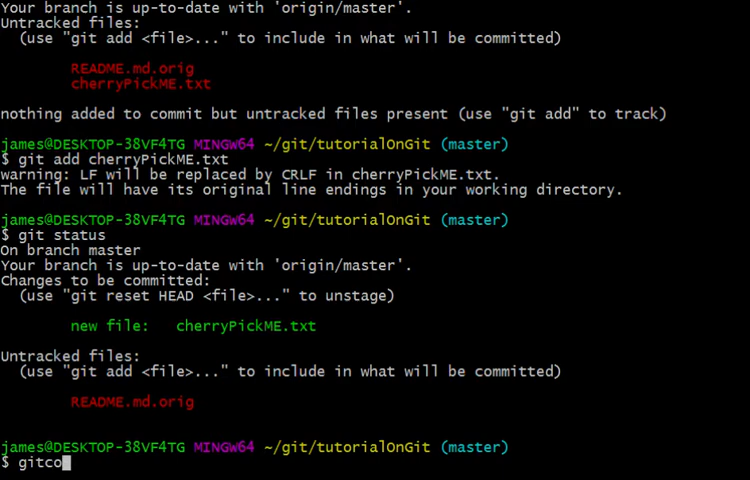 Your branch is up-to-date with 'origin/master'.
Untracked files:
(use "git add <file>..." to include in what will be committed)
README.md.orig
cherryPickME.txt
nothing added to commit but untracked files present (use "git add" to track)
james@DESKTOP-38VF4TG MINGW64 ~/git/tutorialOnGit (master)
$ git add cherryPickME.txt
warning: LF will be replaced by CRLF in cherryPickME.txt.
The file will have its original line endings in your working directory.
james@DESKTOP-38VF4TG MINGW64 ~/git/tutorialOnGit (master)
$ git status
On branch master
Your branch is up-to-date with 'origin/master'.
Changes to be committed:
(use "git reset HEAD <file>..." to unstage)
new file: cherryPickME.txt
Untracked files:
(use "git add <file>..." to include in what will be committed)
README.md.orig
james@DESKTOP-38VF4TG MINGW64 ~/git/tutorialOnGit (master)
$ gitco